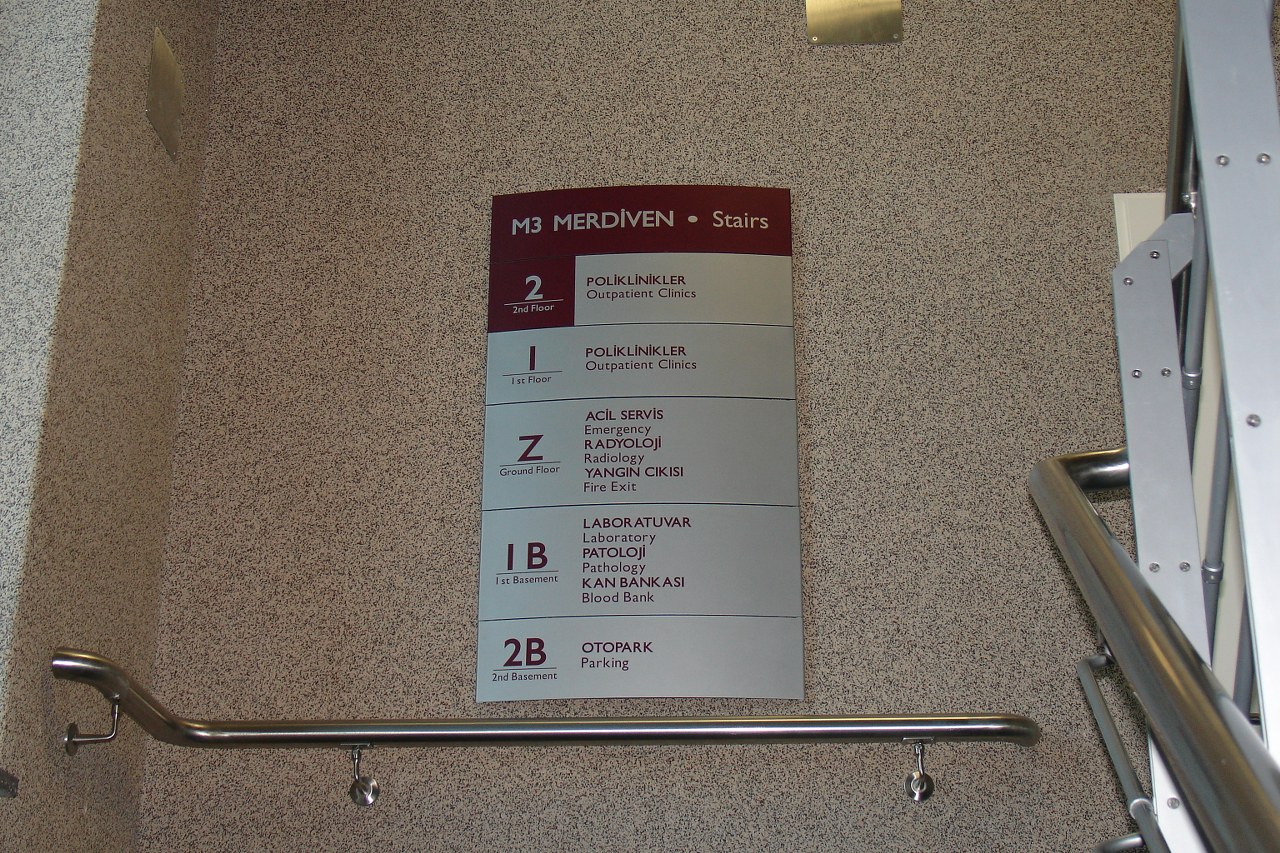 M3 MERDİVEN • Stairs
2
2nd Floor
POLİKLİNİKLER
Outpatient Clinics
1
1st Floor
POLİKLİNİKLER
Outpatient Clinics
Z
Ground Floor
ACİL SERVİS
Emergency
RADYOLOJİ
Radiology
YANGIN CIKISI
Fire Exit
1B
1st Basement
LABORATUVAR
Laboratory
PATOLOJİ
Pathology
KAN BANKASI
Blood Bank
2B
2nd Basement
OTOPARK
Parking